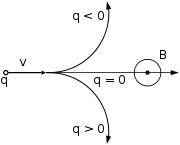 q < 0
v
B
q
q = 0
q > 0